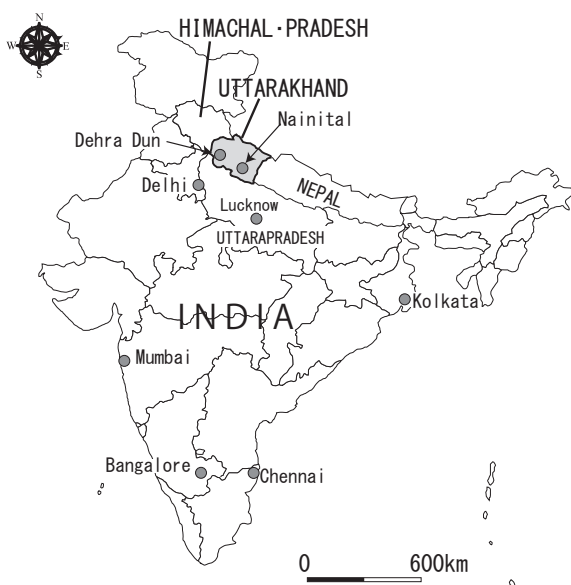 N
W E
S
HIMACHAL·PRADESH
UTTARAKHAND
Nainital
Dehra Dun
Delhi
NEPAL
Lucknow
UTTARAPRADESH
INDIA
Kolkata
Mumbai
Bangalore
Chennai
0 600km